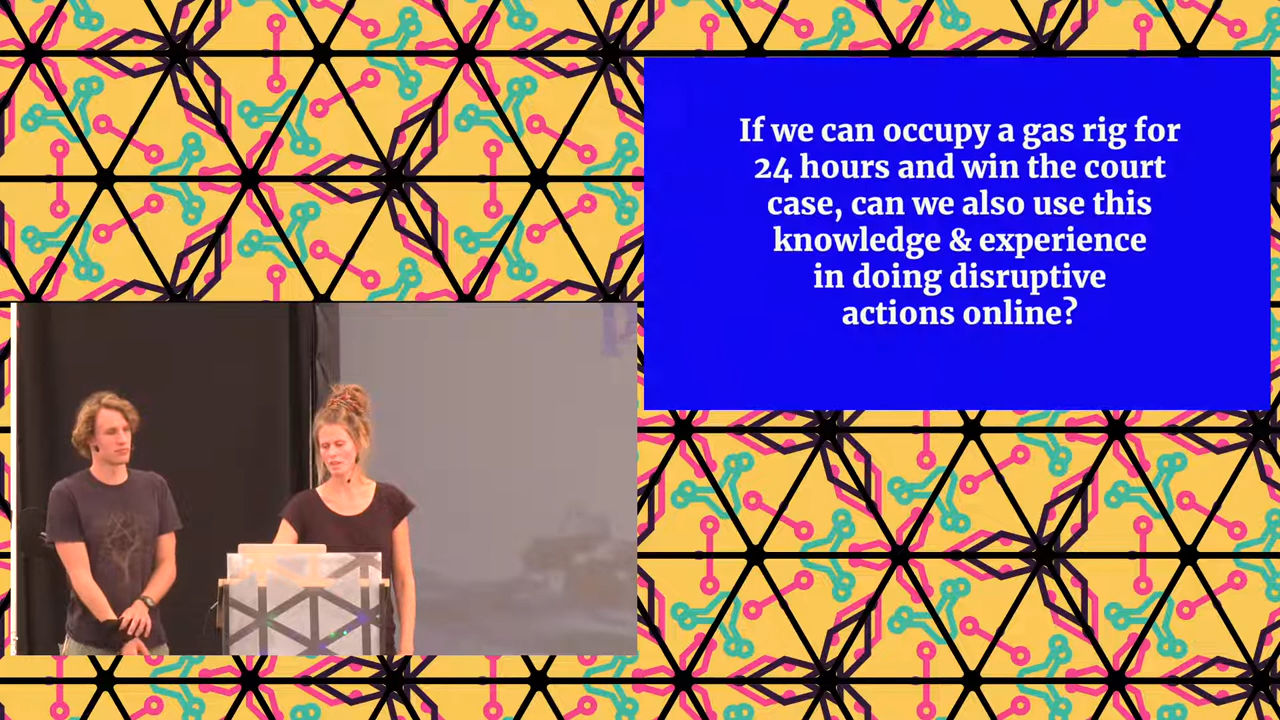 If we can occupy a gas rig for
24 hours and win the court
case, can we also use this
knowledge & experience
in doing disruptive
actions online?